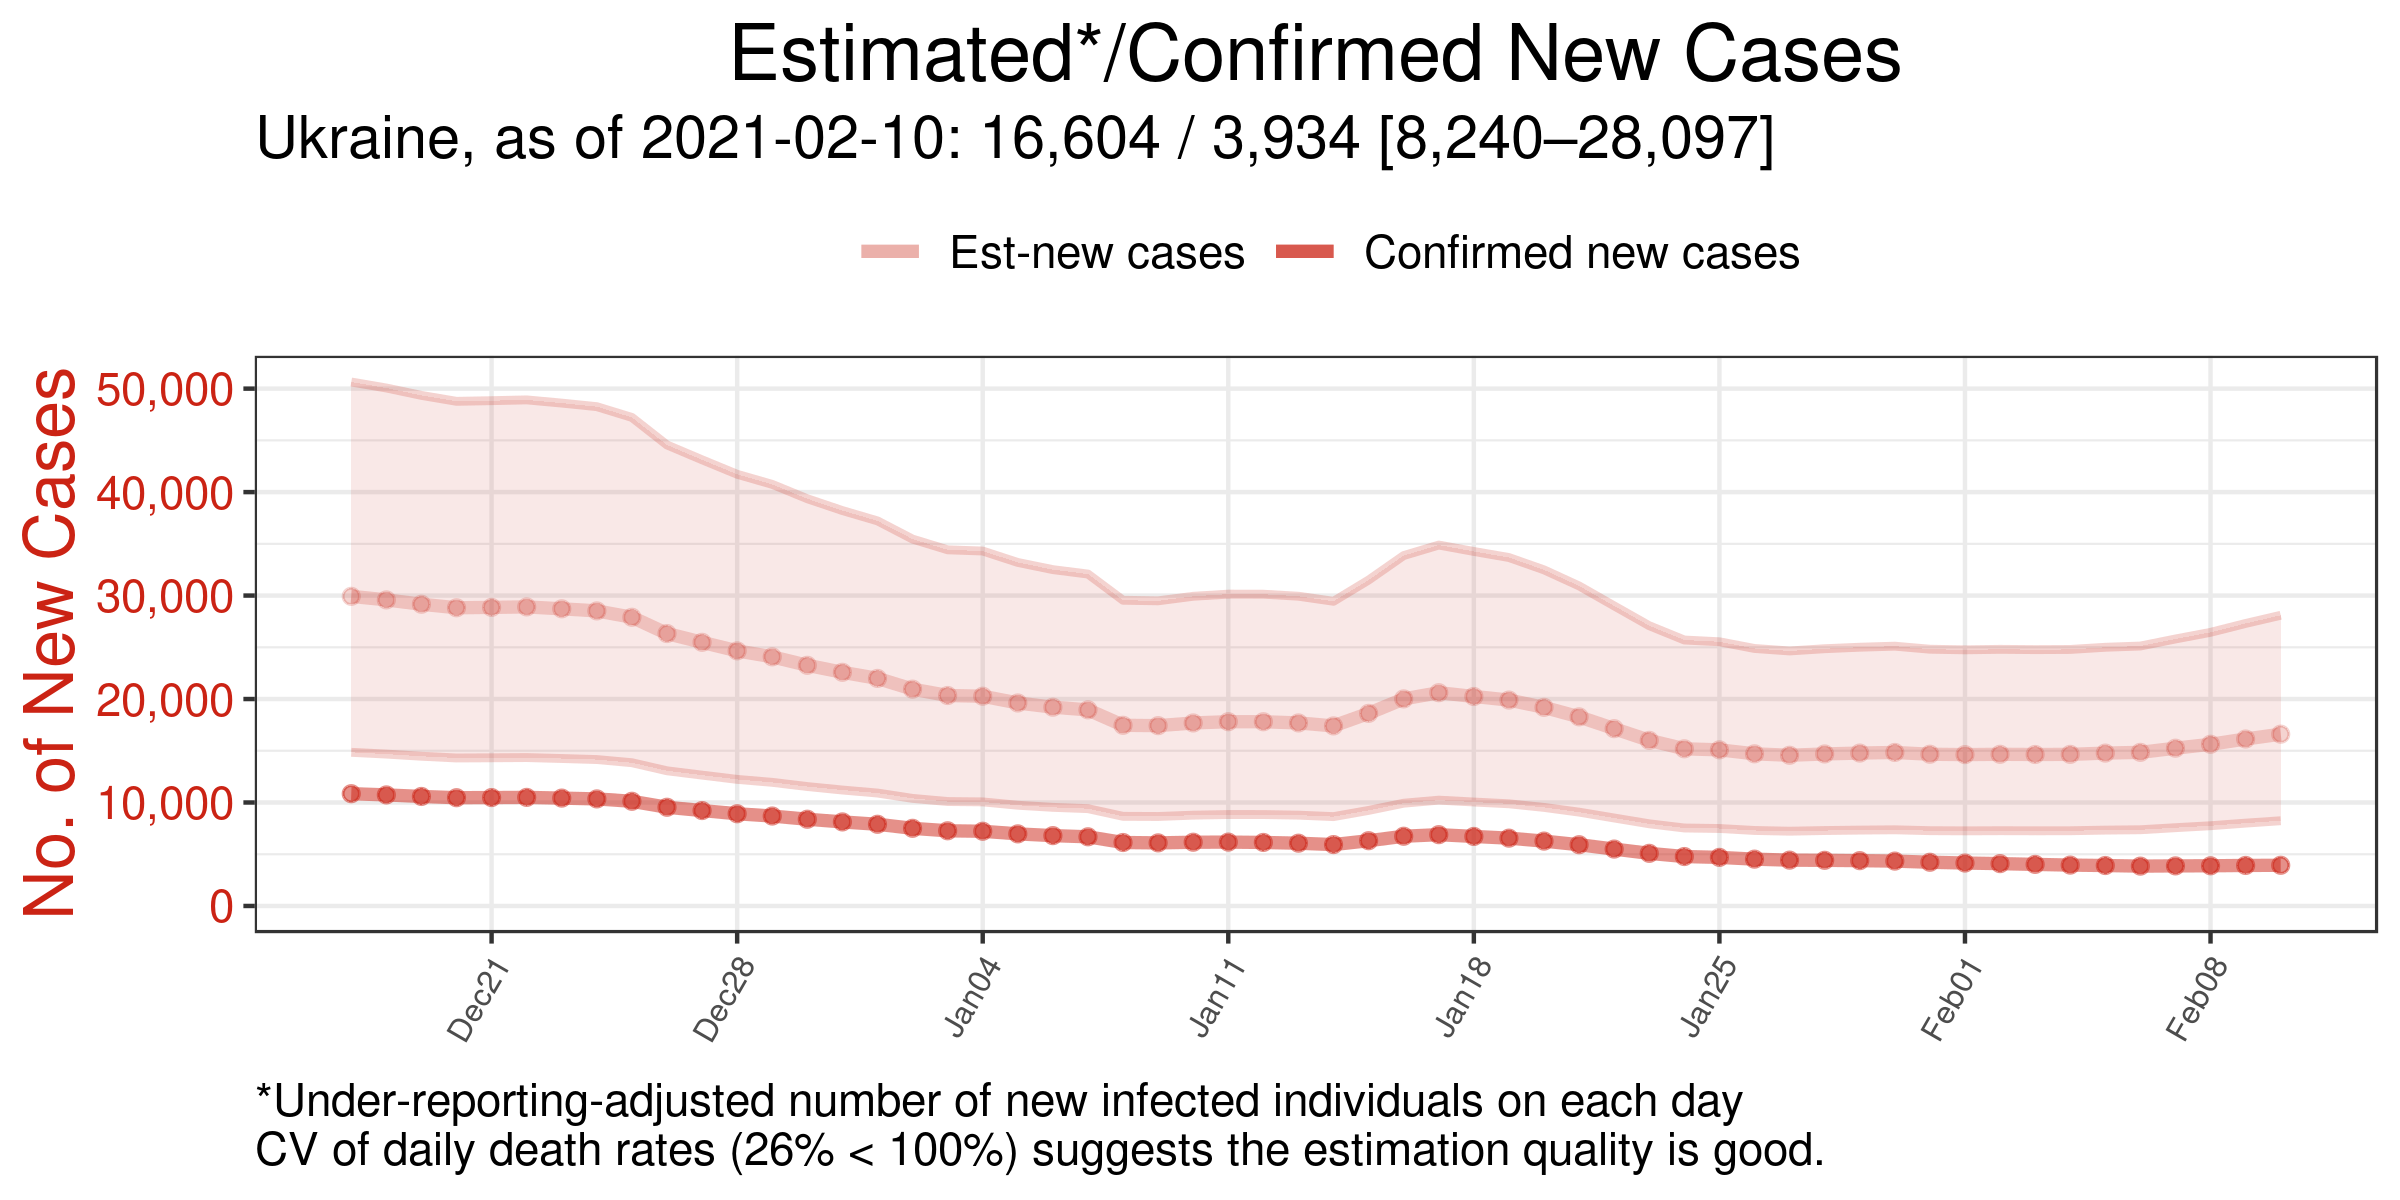 Estimated*/Confirmed New Cases
Ukraine, as of 2021-02-10: 16,604 / 3,934 [8,240–28,097]
Est-new cases
Confirmed new cases
No. of New Cases
50,000
40,000
30,000
20,000
10,000
0
Dec21
Dec28
Jan04
Jan11
Jan18
Jan25
Feb01
Feb08
*Under-reporting-adjusted number of new infected individuals on each day
CV of daily death rates (26% < 100%) suggests the estimation quality is good.